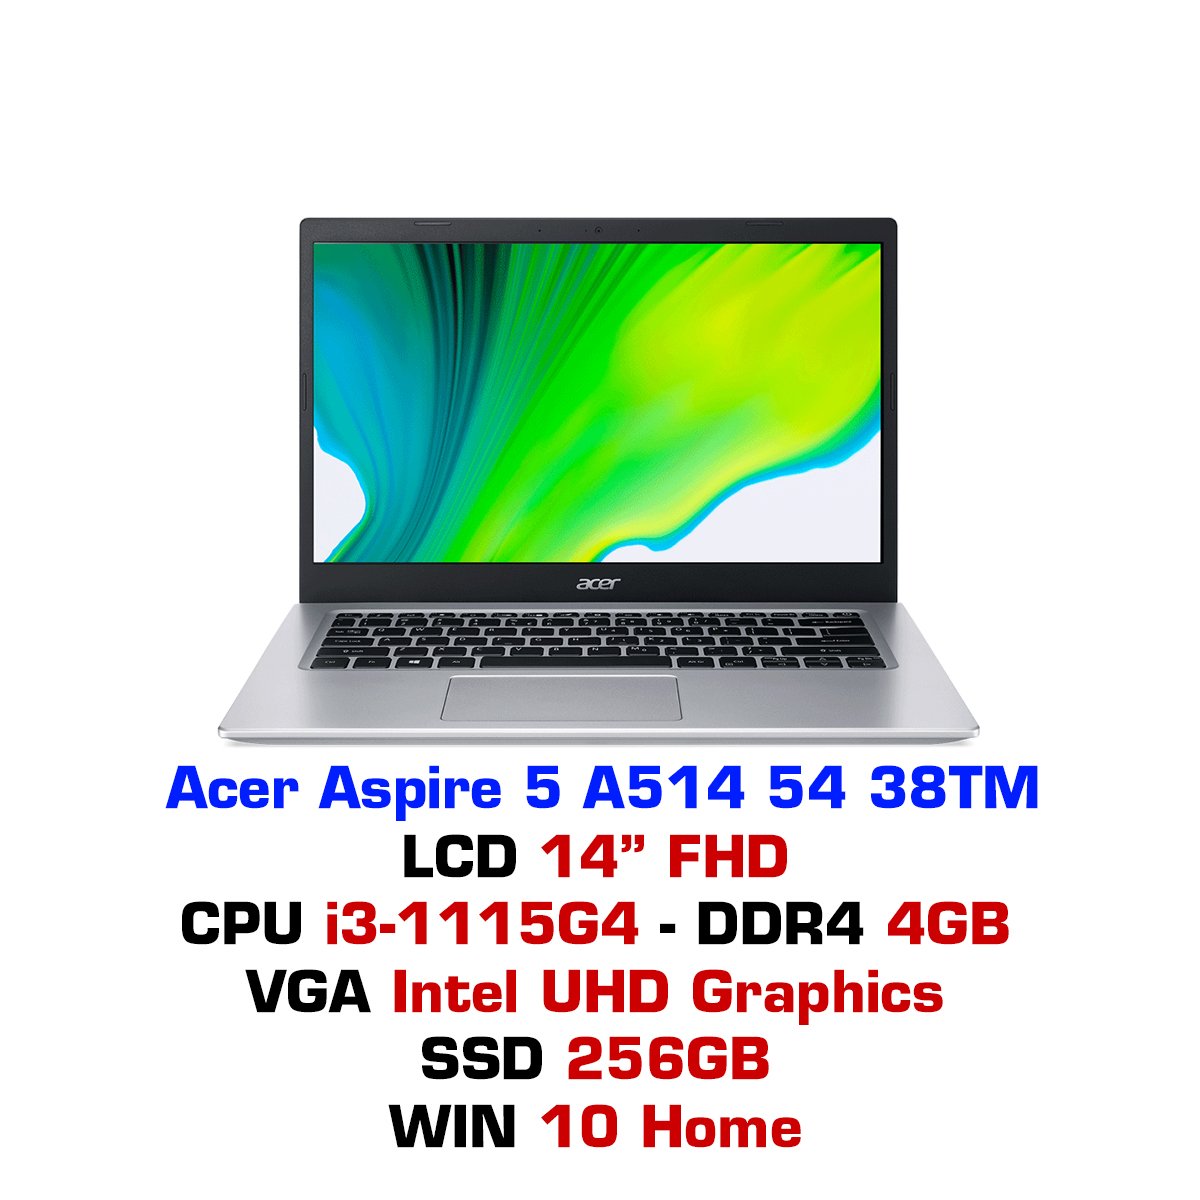 acer
Acer Aspire 5 A514 54 38TM
LCD 14” FHD
CPU i3-1115G4 - DDR4 4GB
VGA Intel UHD Graphics
SSD 256GB
WIN 10 Home